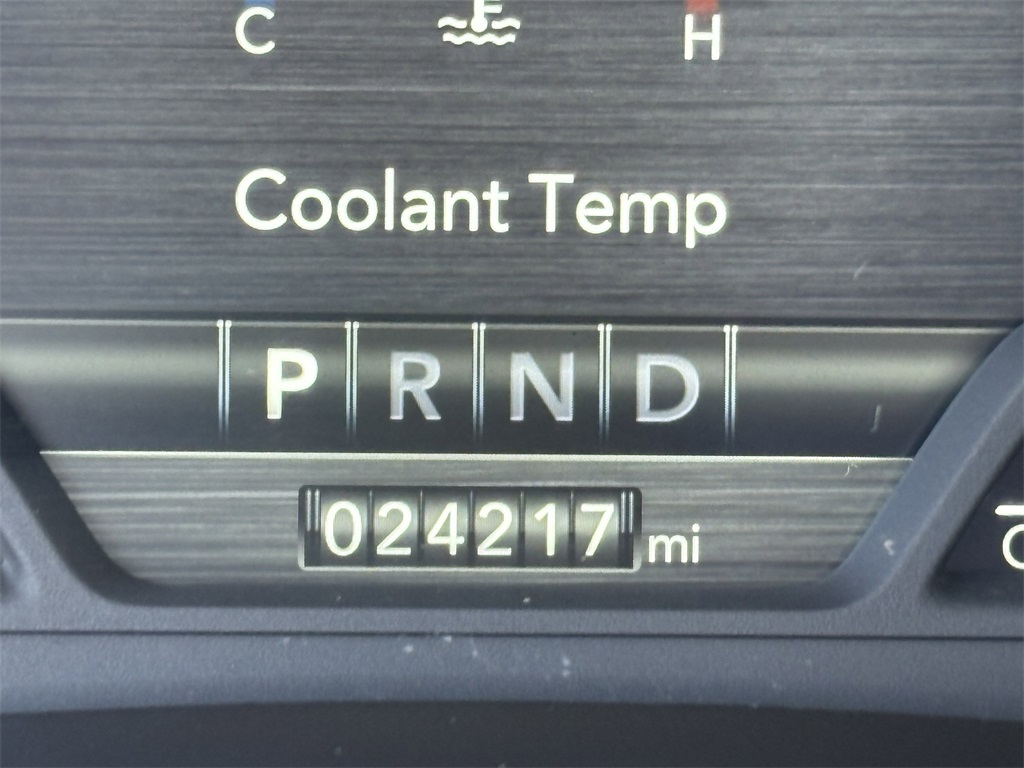 C H
Coolant Temp
P R N D
024217 mi